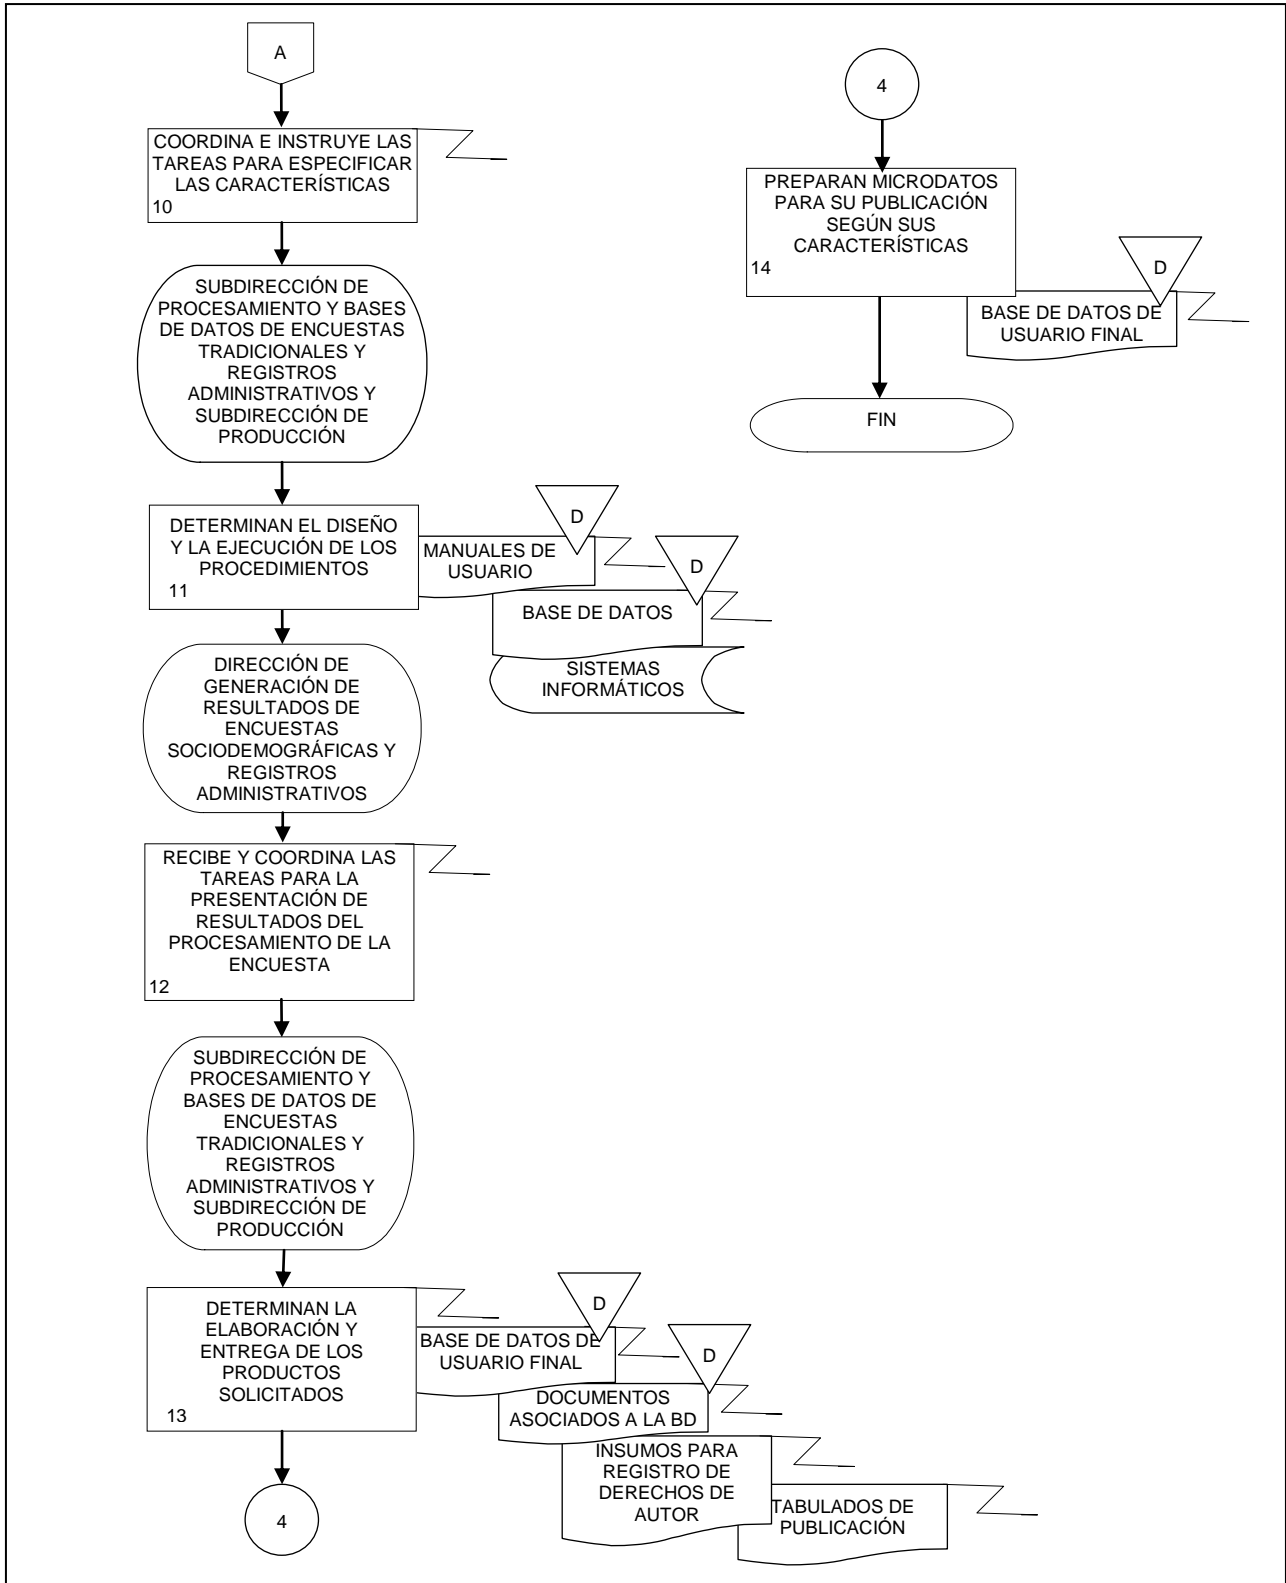 A
COORDINA E INSTRUYE LAS
TAREAS PARA ESPECIFICAR
LAS CARACTERÍSTICAS
10
SUBDIRECCIÓN DE
PROCESAMIENTO Y BASES
DE DATOS DE ENCUESTAS
TRADICIONALES Y
REGISTROS
ADMINISTRATIVOS Y
SUBDIRECCIÓN DE
PRODUCCIÓN
DETERMINAN EL DISEÑO
Y LA EJECUCIÓN DE LOS
PROCEDIMIENTOS
11
D
MANUALES DE
USUARIO
D
BASE DE DATOS
SISTEMAS
INFORMÁTICOS
DIRECCIÓN DE
GENERACIÓN DE
RESULTADOS DE
ENCUESTAS
SOCIODEMOGRÁFICAS Y
REGISTROS
ADMINISTRATIVOS
RECIBE Y COORDINA LAS
TAREAS PARA LA
PRESENTACIÓN DE
RESULTADOS DEL
PROCESAMIENTO DE LA
ENCUESTA
12
SUBDIRECCIÓN DE
PROCESAMIENTO Y
BASES DE DATOS DE
ENCUESTAS
TRADICIONALES Y
REGISTROS
ADMINISTRATIVOS Y
SUBDIRECCIÓN DE
PRODUCCIÓN
DETERMINAN LA
ELABORACIÓN Y
ENTREGA DE LOS
PRODUCTOS
SOLICITADOS
13
D
BASE DE DATOS DE
USUARIO FINAL
D
DOCUMENTOS
ASOCIADOS A LA BD
INSUMOS PARA
REGISTRO DE
DERECHOS DE
AUTOR
TABULADOS DE
PUBLICACIÓN
4
4
PREPARAN MICRODATOS
PARA SU PUBLICACIÓN
SEGÚN SUS
CARACTERÍSTICAS
14
D
BASE DE DATOS DE
USUARIO FINAL
FIN